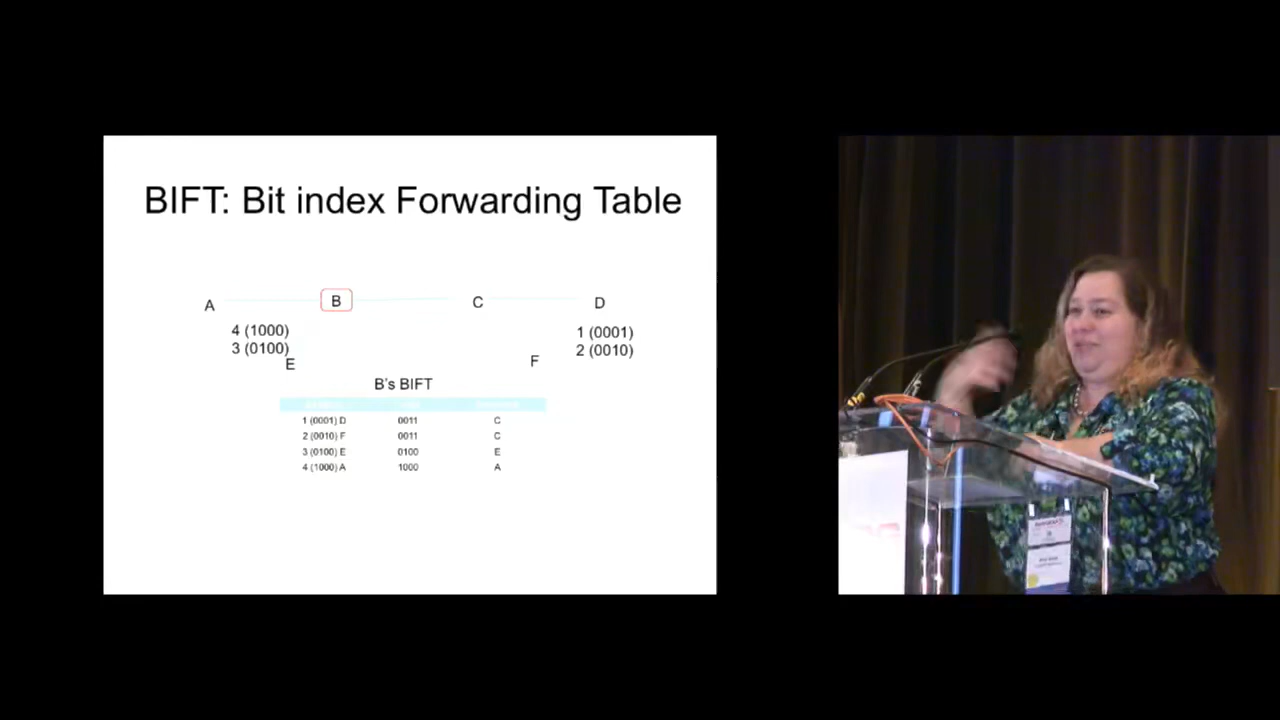 BIFT: Bit index Forwarding Table
A B C D
4 (1000)
3 (0100)
1 (0001)
2 (0010)
E F
B's BIFT
1 (0001) D 0011 C
2 (0010) F 0011 C
3 (0100) E 0100 E
4 (1000) A 1000 A